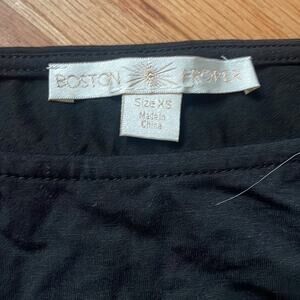 BOSTON PROPER
Size XS
Made in
China